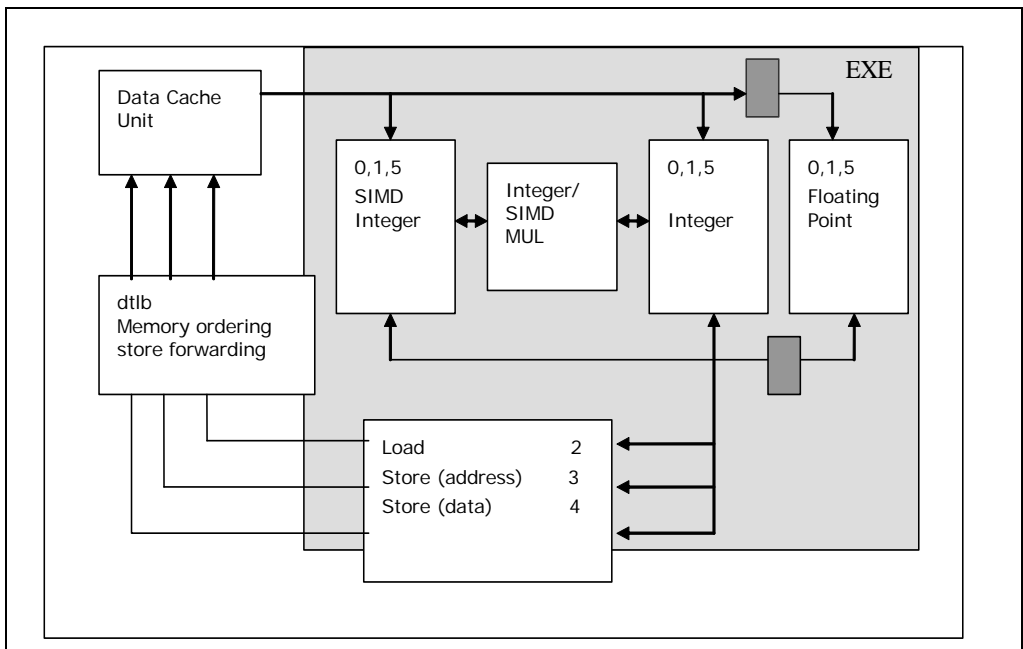 EXE
Data Cache
Unit
0,1,5
SIMD
Integer
Integer/
SIMD
MUL
0,1,5
Integer
0,1,5
Floating
Point
dtlb
Memory ordering
store forwarding
Load 2
Store (address) 3
Store (data) 4